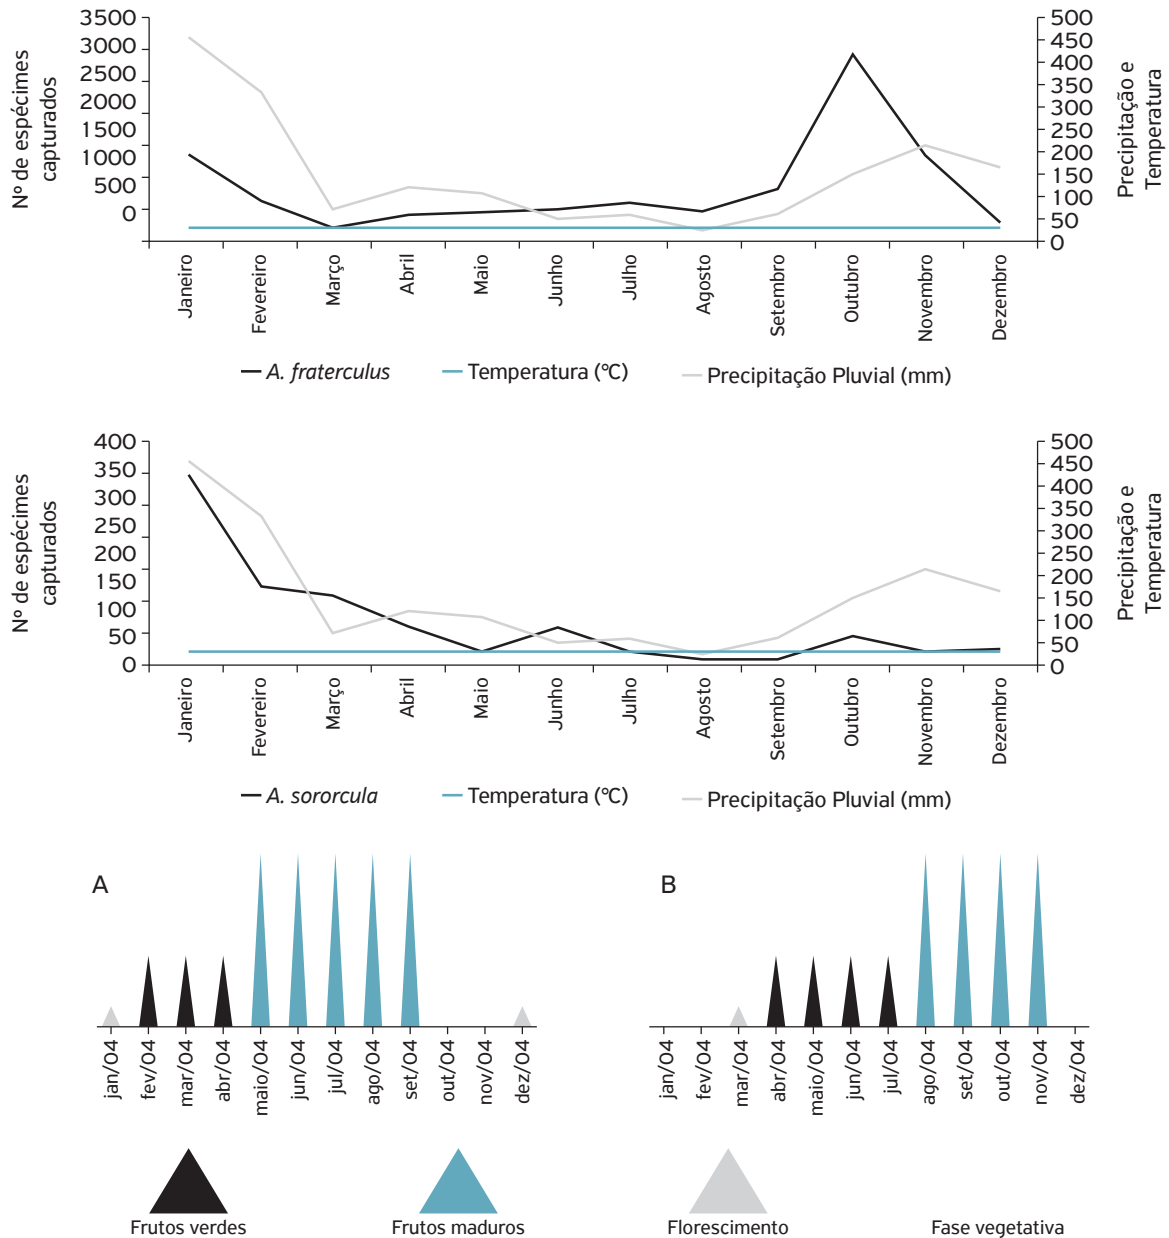 3500
3000
2500
2000
1500
1000
500
0
Nº de espécimes
capturados
500
450
400
350
300
250
200
150
100
50
0
Precipitação e
Temperatura
Janeiro
Fevereiro
Março
Abril
Maio
Junho
Julho
Agosto
Setembro
Outubro
Novembro
Dezembro
A. fraterculus
Temperatura (°C)
Precipitação Pluvial (mm)
400
350
300
250
200
150
100
50
0
Nº de espécimes
capturados
500
450
400
350
300
250
200
150
100
50
0
Precipitação e
Temperatura
Janeiro
Fevereiro
Março
Abril
Maio
Junho
Julho
Agosto
Setembro
Outubro
Novembro
Dezembro
A. sororcula
Temperatura (°C)
Precipitação Pluvial (mm)
A
jan/04
fev/04
mar/04
abr/04
maio/04
jun/04
jul/04
ago/04
set/04
out/04
nov/04
dez/04
B
jan/04
fev/04
mar/04
abr/04
maio/04
jun/04
jul/04
ago/04
set/04
out/04
nov/04
dez/04
Frutos verdes
Frutos maduros
Florescimento
Fase vegetativa